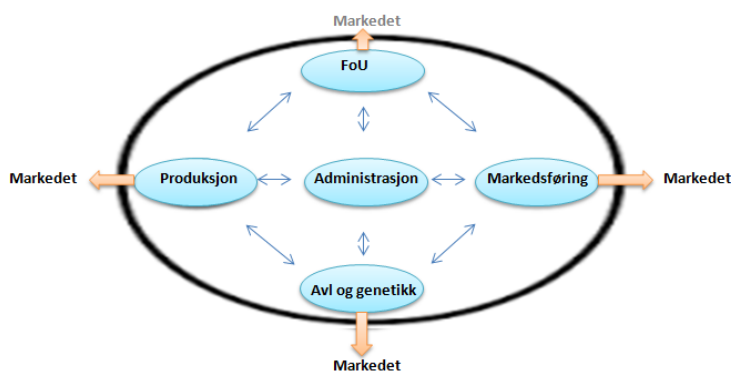 Markedet
FoU
Markedet
Produksjon
Administrasjon
Markedsføring
Markedet
Avl og genetikk
Markedet